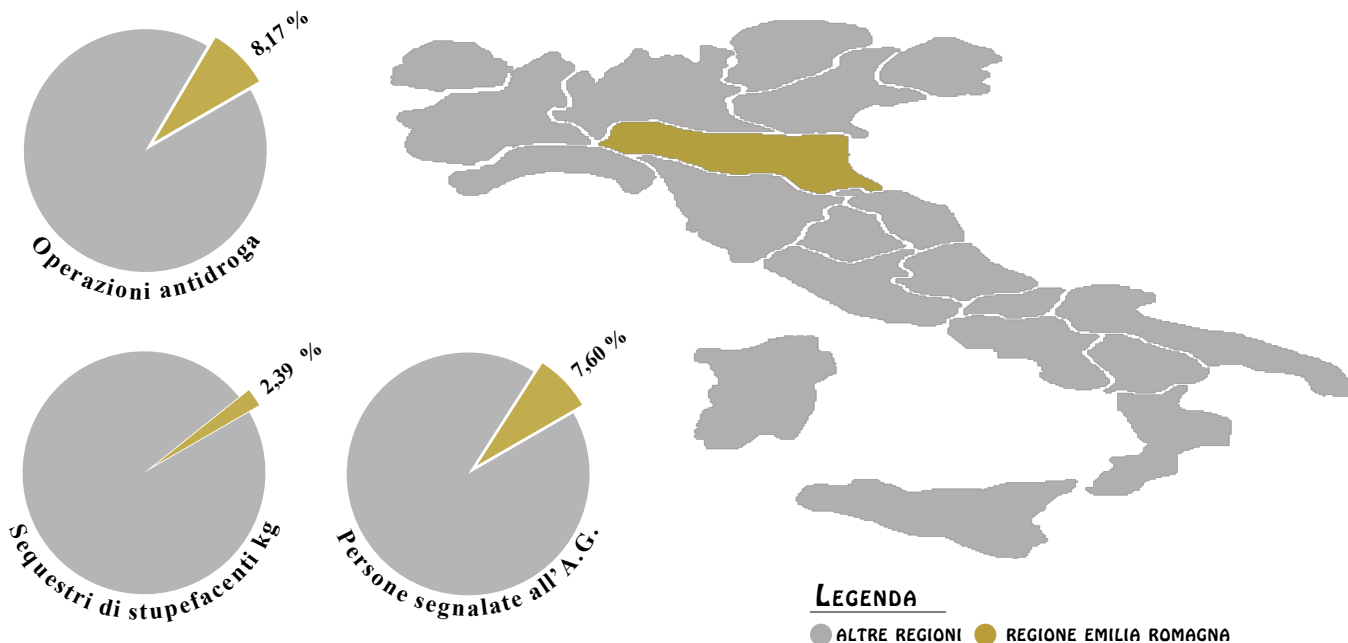 8,17 %
Operazioni antidroga
2,39 %
Sequestri di stupefacenti kg
7,60 %
Persone segnalate all'A.G.
LEGENDA
ALTRE REGIONI
REGIONE EMILIA ROMAGNA